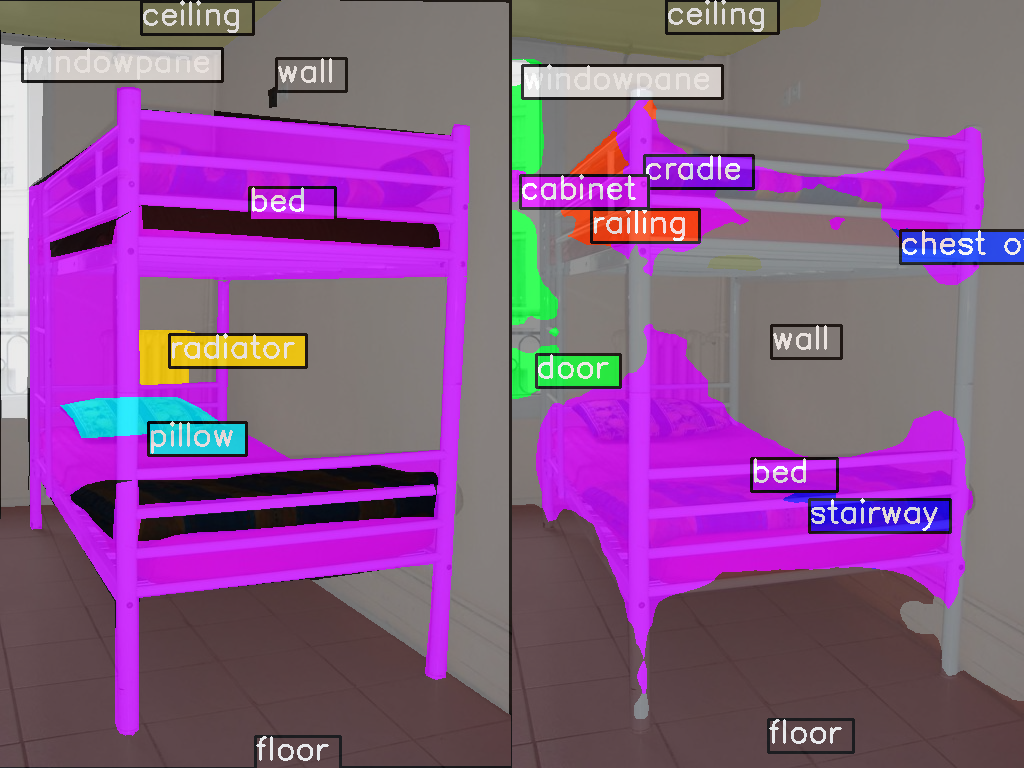 ceiling
windowpane
wall
bed
radiator
pillow
floor
ceiling
windowpane
cradle
cabinet
railing
chest o
wall
door
bed
stairway
floor